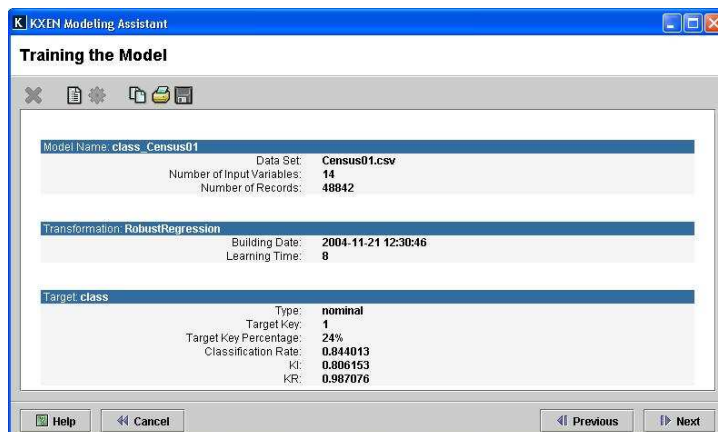 K KXEN Modeling Assistant
Training the Model
Model Name: class_Census01
Data Set: Census01.csv
Number of Input Variables: 14
Number of Records: 48842
Transformation: RobustRegression
Building Date: 2004-11-21 12:30:46
Learning Time: 8
Target: class
Type: nominal
Target Key: 1
Target Key Percentage: 24%
Classification Rate: 0.844013
KI: 0.806153
KR: 0.987076
Help Cancel Previous Next